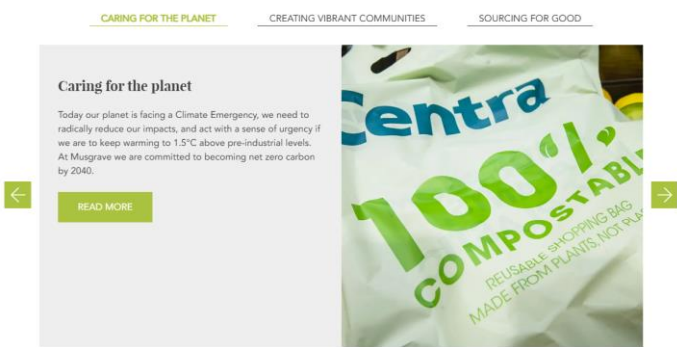 CARING FOR THE PLANET
CREATING VIBRANT COMMUNITIES
SOURCING FOR GOOD
Caring for the planet
Today our planet is facing a Climate Emergency, we need to
radically reduce our impacts, and act with a sense of urgency if
we are to keep warming to 1.5°C above pre-industrial levels.
At Musgrave we are committed to becoming net zero carbon
by 2040.
READ MORE
Centra
100%
COMPOSTABL
REUSABLE SHOPPING BAG
MADE FROM PLANTS, NOT